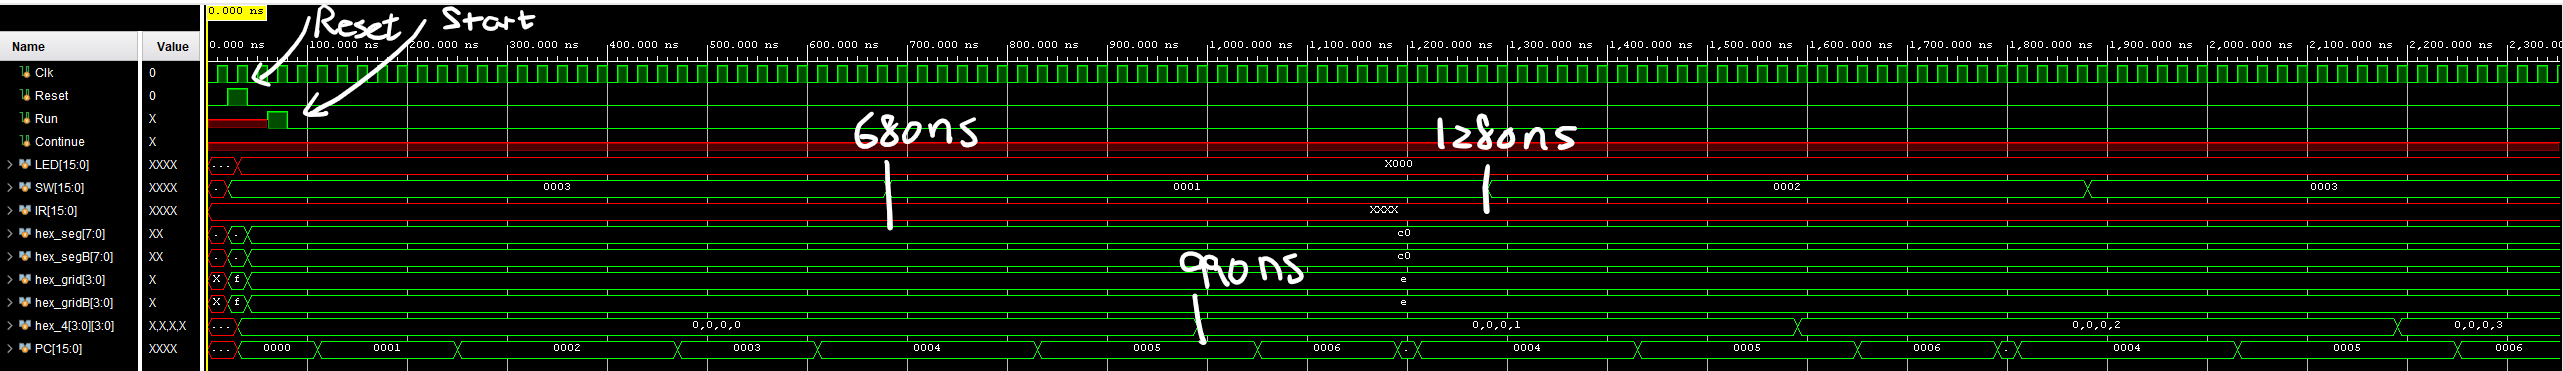 0.000 ns
Reset Start
Name Value
0.000 ns 100.000 ns 200.000 ns 300.000 ns 400.000 ns 500.000 ns 600.000 ns 700.000 ns 800.000 ns 900.000 ns 1,000.000 ns 1,100.000 ns 1,200.000 ns 1,300.000 ns 1,400.000 ns 1,500.000 ns 1,600.000 ns 1,700.000 ns 1,800.000 ns 1,900.000 ns 2,000.000 ns 2,100.000 ns 2,200.000 ns 2,300.000
Clk 0
Reset 0
Run X
680ns 1280ns
Continue X
LED[15:0] XXXX ... X000
SW[15:0] XXXX . 0003 0001 0002 0003
IR[15:0] XXXX XXXX
hex_seg[7:0] XX . . c0
hex_segB[7:0] XX . . c0
990ns
hex_grid[3:0] X X f e
hex_gridB[3:0] X X f e
hex_4[3:0][3:0] X,X,X,X ... 0,0,0,0 0,0,0,1 0,0,0,2 0,0,0,3
PC[15:0] XXXX ... 0000 0001 0002 0003 0004 0005 0006 . 0004 0005 0006 . 0004 0005 0006